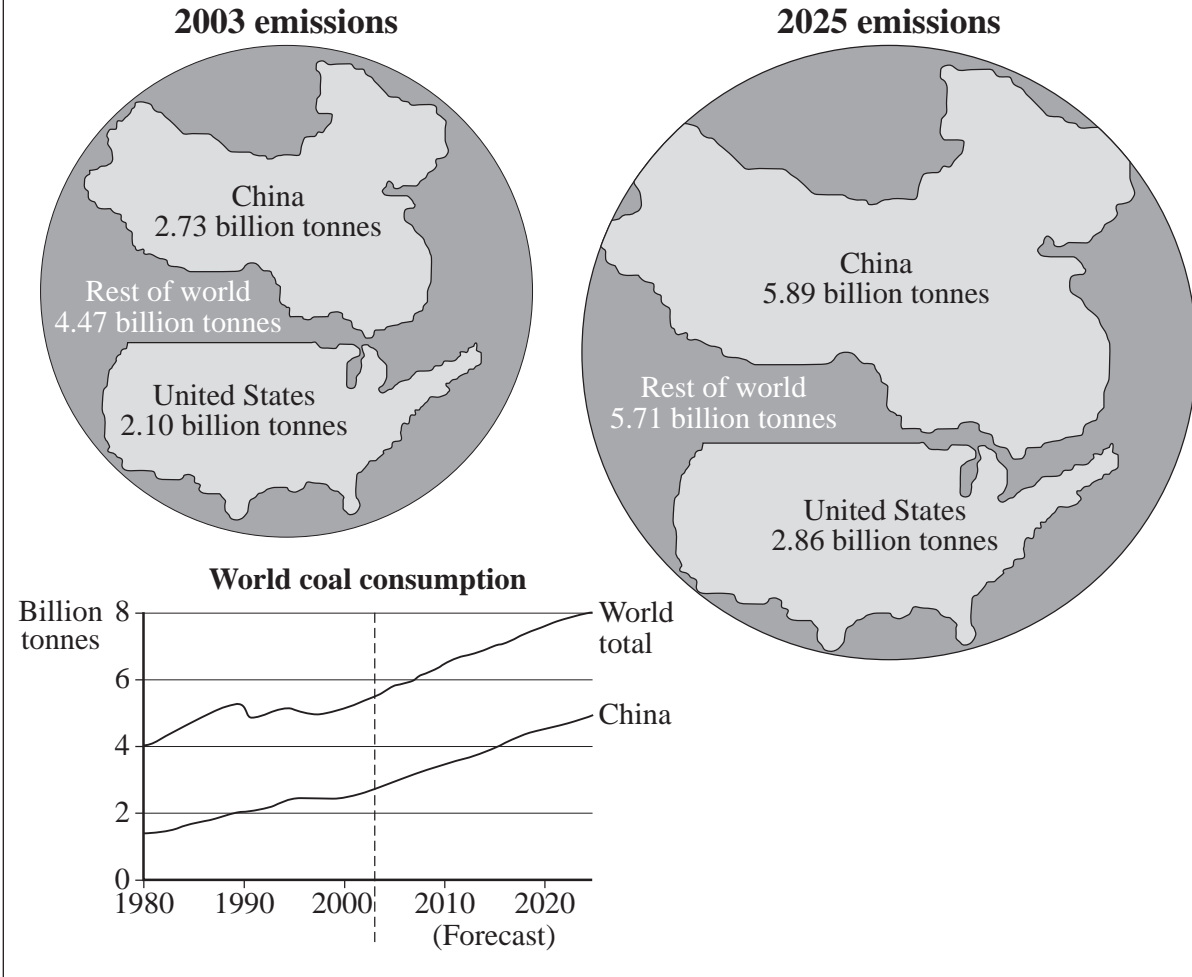 2003 emissions
China
2.73 billion tonnes
Rest of world
4.47 billion tonnes
United States
2.10 billion tonnes
2025 emissions
China
5.89 billion tonnes
Rest of world
5.71 billion tonnes
United States
2.86 billion tonnes
World coal consumption
Billion
tonnes
8
6
4
2
0
World
total
China
1980 1990 2000 2010 2020
(Forecast)